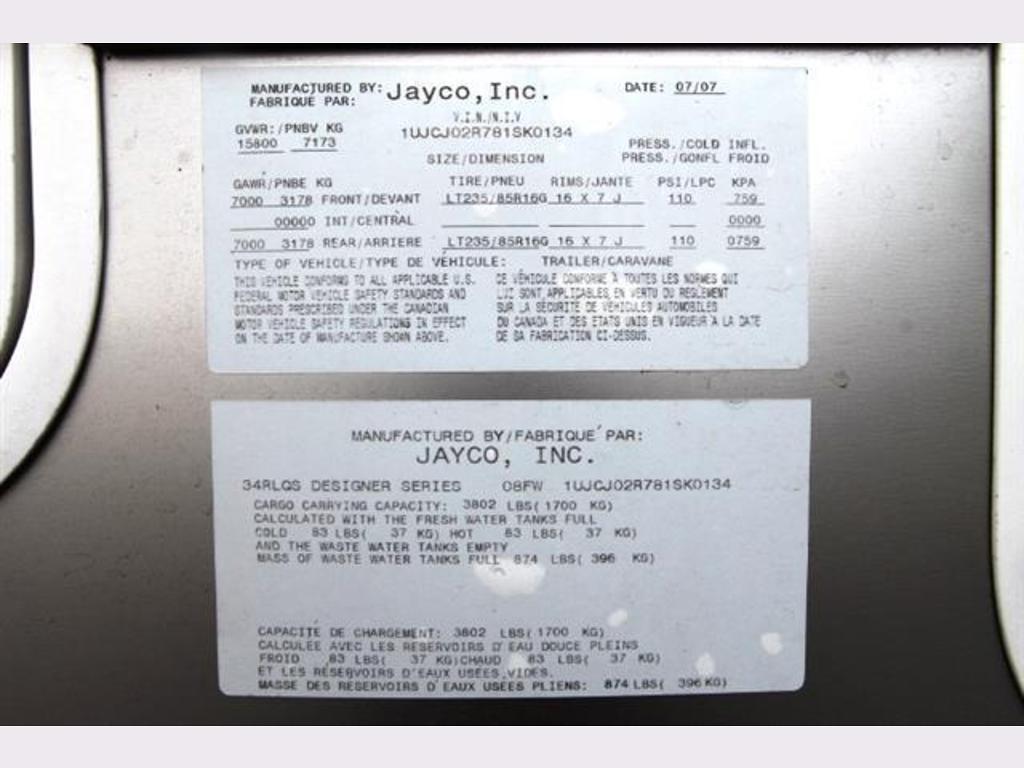 MANUFACTURED BY: Jayco, Inc. DATE: 07/07
FABRIQUE PAR:
V.I.N./N.I.V
GVWR:/PNBV KG 1UJCJ02R781SK0134
15800 7173 PRESS./COLD INFL.
SIZE/DIMENSION PRESS./GONFL FROID
GAWR/PNBE KG TIRE/PNEU RIMS/JANTE PSI/LPC KPA
7000 3178 FRONT/DEVANT LT235/85R16G 16 X 7 J 110 759
00000 INT/CENTRAL 0000
7000 3178 REAR/ARRIERE LT235/85R16G 16 X 7 J 110 0759
TYPE OF VEHICLE/TYPE DE VEHICULE: TRAILER/CARAVANE
THIS VEHICLE CONFORMS TO ALL APPLICABLE U.S. CE VÉHICULE CONFORME À TOUTES LES NORMES QUI
FEDERAL MOTOR VEHICLE SAFETY STANDARDS AND LUI SONT APPLICABLES EN VERTU DU REGLEMENT
STANDARDS PRESCRIBED UNDER THE CANADIAN SUR LA SECURITE DE VEHICULES AUTOMOBILES
MOTOR VEHICLE SAFETY REGULATIONS IN EFFECT DU CANADA ET DES ETATS UNIS EN VIGUEUR A LA DATE
ON THE DATE OF MANUFACTURE SHOWN ABOVE. DE SA FABRICATION CI-DESSUS.
MANUFACTURED BY/FABRIQUE PAR:
JAYCO, INC.
34RLQS DESIGNER SERIES 08FW 1UJCJ02R781SK0134
CARGO CARRYING CAPACITY: 3802 LBS( 1700 KG)
CALCULATED WITH THE FRESH WATER TANKS FULL
COLD 83 LBS( 37 KG) HOT 83 LBS( 37 KG)
AND THE WASTE WATER TANKS EMPTY
MASS OF WASTE WATER TANKS FULL 874 LBS( 396 KG)
CAPACITE DE CHARGEMENT: 3802 LBS( 1700 KG)
CALCULEE AVEC LES RESERVOIRS D'EAU DOUCE PLEINS
FROID 83 LBS( 37 KG)CHAUD 83 LBS( 37 KG)
ET LES RESERVOIRS D'EAUX USÉES VIDES.
MASSE DES RESERVOIRS D'EAUX USÉES PLIENS: 874 LBS( 396 KG)